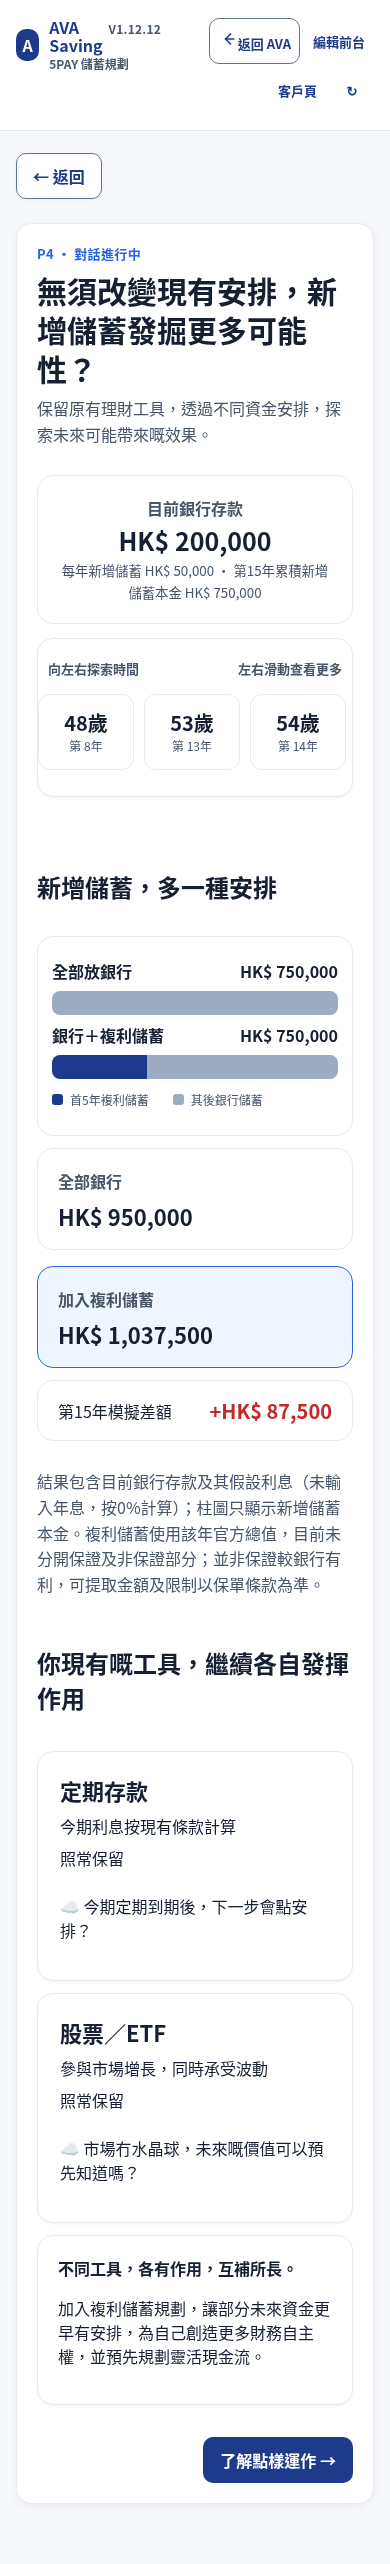 A
AVA
Saving
V1.12.12
5PAY 儲蓄規劃
←返回 AVA
編輯前台
客戶頁
↻
← 返回
P4 · 對話進行中
無須改變現有安排，新
增儲蓄發掘更多可能
性？
保留原有理財工具，透過不同資金安排，探
索未來可能帶來嘅效果。
目前銀行存款
HK$ 200,000
每年新增儲蓄 HK$ 50,000 · 第15年累積新增
儲蓄本金 HK$ 750,000
向左右探索時間
左右滑動查看更多
48歲
第 8年
53歲
第 13年
54歲
第 14年
新增儲蓄，多一種安排
全部放銀行 HK$ 750,000
銀行＋複利儲蓄 HK$ 750,000
首5年複利儲蓄 其後銀行儲蓄
全部銀行
HK$ 950,000
加入複利儲蓄
HK$ 1,037,500
第15年模擬差額 +HK$ 87,500
結果包含目前銀行存款及其假設利息（未輸
入年息，按0%計算）；柱圖只顯示新增儲蓄
本金。複利儲蓄使用該年官方總值，目前未
分開保證及非保證部分；並非保證較銀行有
利，可提取金額及限制以保單條款為準。
你現有嘅工具，繼續各自發揮
作用
定期存款
今期利息按現有條款計算
照常保留
☁️ 今期定期到期後，下一步會點安
排？
股票／ETF
參與市場增長，同時承受波動
照常保留
☁️ 市場冇水晶球，未來嘅價值可以預
先知道嗎？
不同工具，各有作用，互補所長。
加入複利儲蓄規劃，讓部分未來資金更
早有安排，為自己創造更多財務自主
權，並預先規劃靈活現金流。
了解點樣運作 →